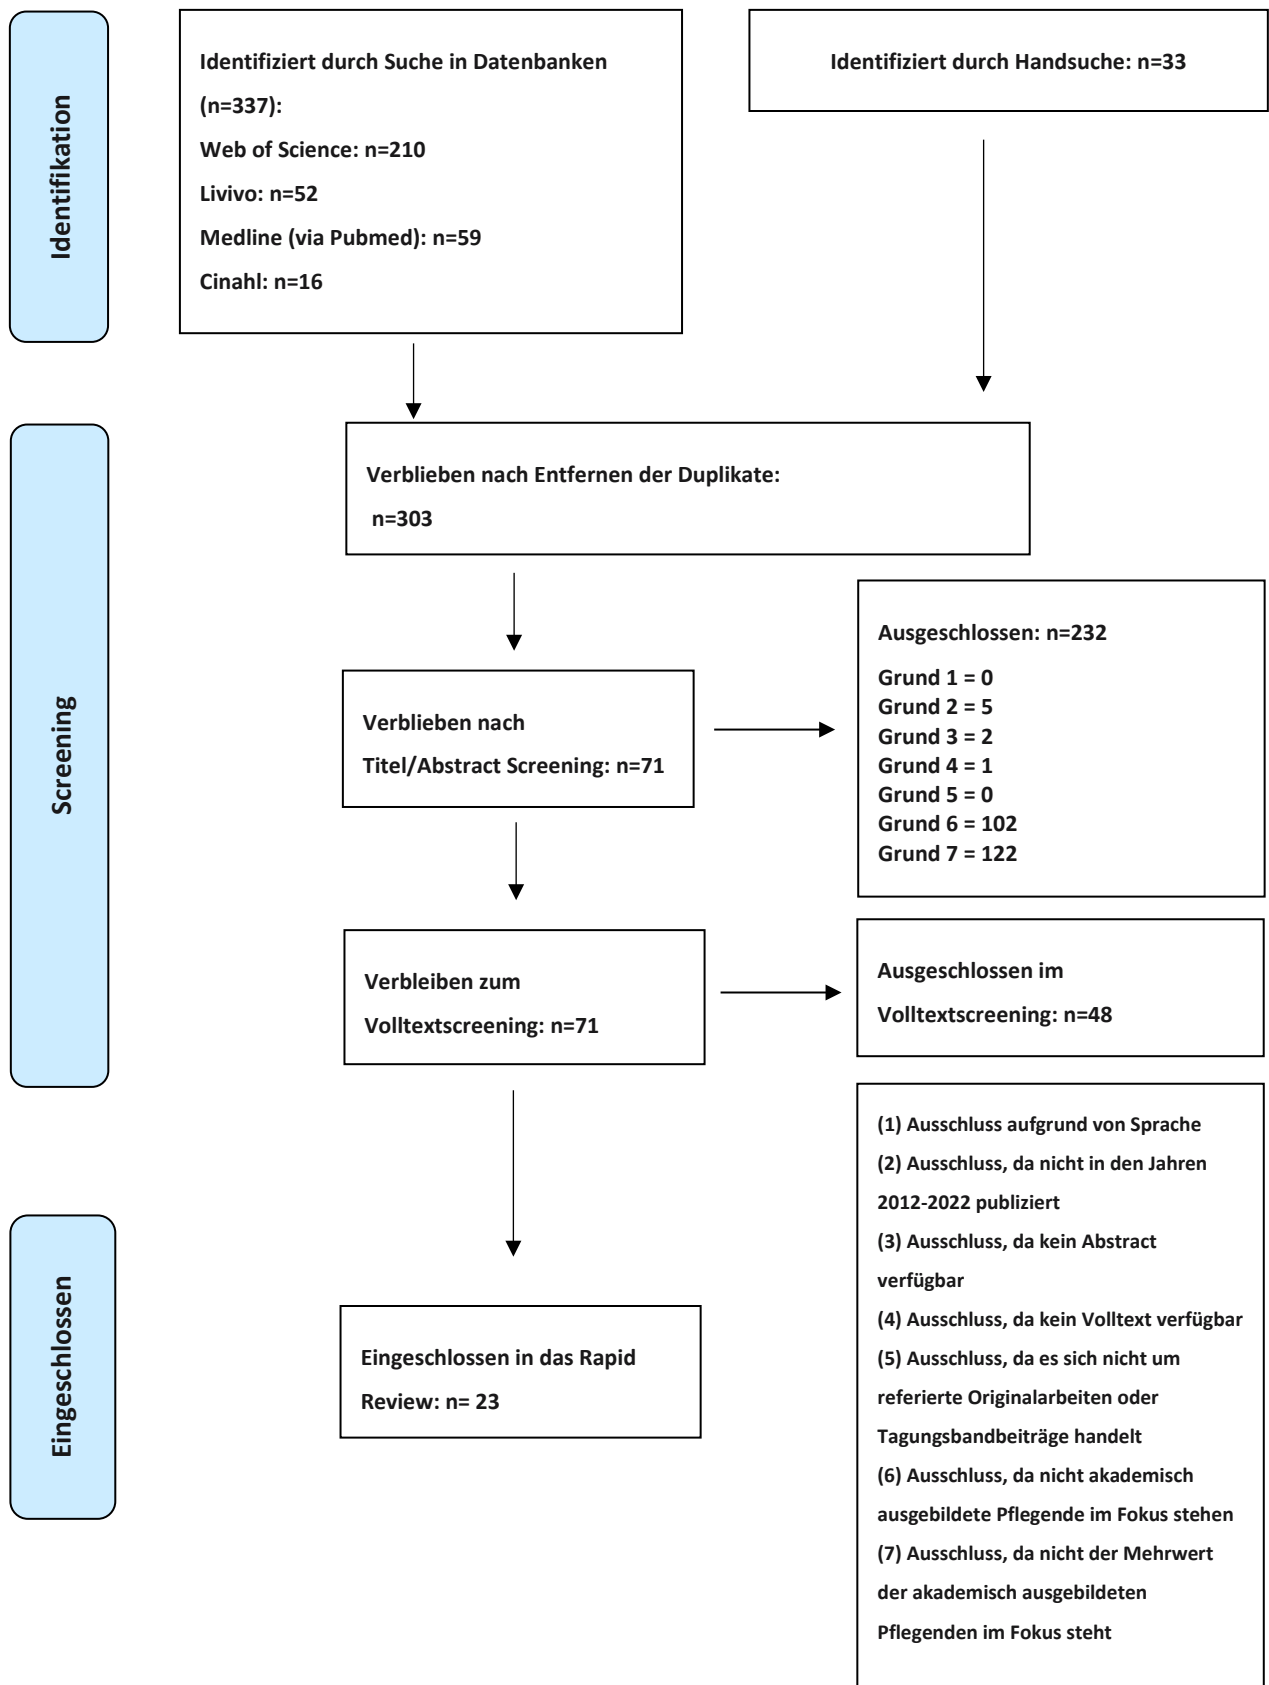 Identifikation
Identifiziert durch Suche in Datenbanken
(n=337):
Web of Science: n=210
Livivo: n=52
Medline (via Pubmed): n=59
Cinahl: n=16
Identifiziert durch Handsuche: n=33
Screening
Verblieben nach Entfernen der Duplikate:
n=303
Verblieben nach
Titel/Abstract Screening: n=71
Ausgeschlossen: n=232
Grund 1 = 0
Grund 2 = 5
Grund 3 = 2
Grund 4 = 1
Grund 5 = 0
Grund 6 = 102
Grund 7 = 122
Verbleiben zum
Volltextscreening: n=71
Ausgeschlossen im
Volltextscreening: n=48
Eingeschlossen
Eingeschlossen in das Rapid
Review: n= 23
(1) Ausschluss aufgrund von Sprache
(2) Ausschluss, da nicht in den Jahren
2012-2022 publiziert
(3) Ausschluss, da kein Abstract
verfügbar
(4) Ausschluss, da kein Volltext verfügbar
(5) Ausschluss, da es sich nicht um
referierte Originalarbeiten oder
Tagungsbandbeiträge handelt
(6) Ausschluss, da nicht akademisch
ausgebildete Pflegende im Fokus stehen
(7) Ausschluss, da nicht der Mehrwert
der akademisch ausgebildeten
Pflegenden im Fokus steht